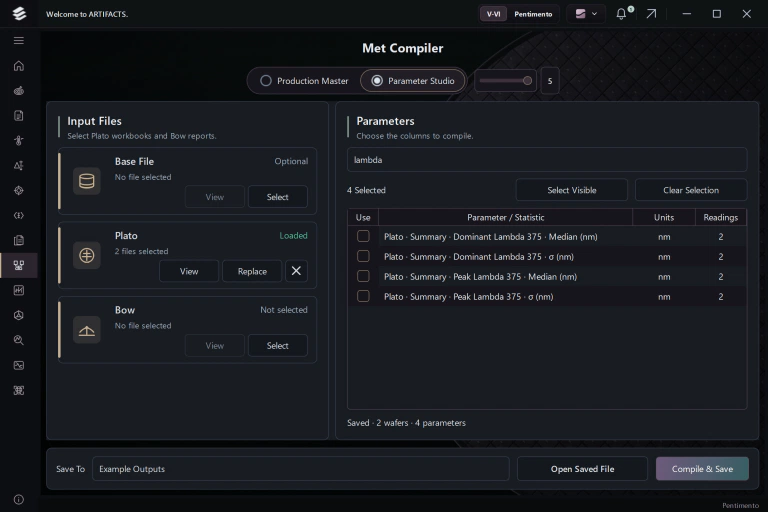 Welcome to ARTIFACTS.
V-VI Pentimento
Met Compiler
Production Master
Parameter Studio
5
Input Files
Select Plato workbooks and Bow reports.
Base File
Optional
No file selected
View
Select
Plato
Loaded
2 files selected
View
Replace
Bow
Not selected
No file selected
View
Select
Parameters
Choose the columns to compile.
lambda
4 Selected
Select Visible
Clear Selection
Use Parameter / Statistic Units Readings
Plato · Summary · Dominant Lambda 375 · Median (nm) nm 2
Plato · Summary · Dominant Lambda 375 · σ (nm) nm 2
Plato · Summary · Peak Lambda 375 · Median (nm) nm 2
Plato · Summary · Peak Lambda 375 · σ (nm) nm 2
Saved · 2 wafers · 4 parameters
Save To
Example Outputs
Open Saved File
Compile & Save
Pentimento